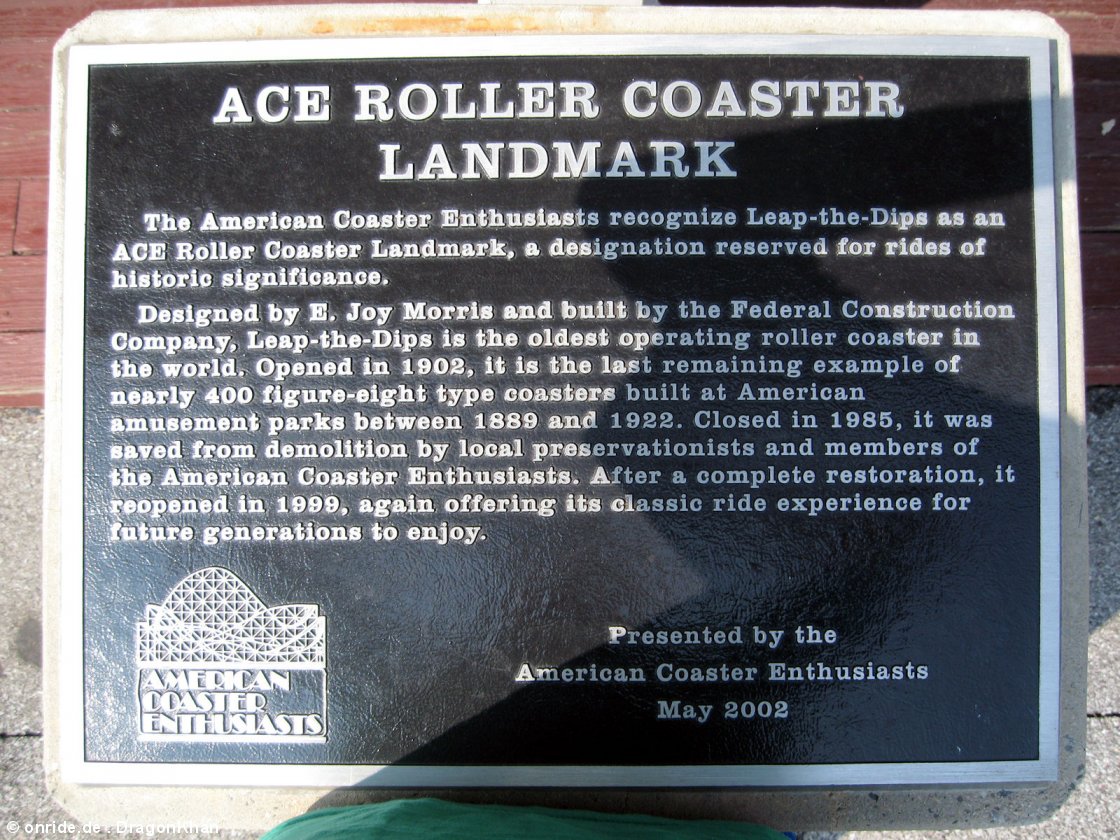 ACE ROLLER COASTER
LANDMARK
The American Coaster Enthusiasts recognize Leap-the-Dips as an
ACE Roller Coaster Landmark, a designation reserved for rides of
historic significance.
Designed by E. Joy Morris and built by the Federal Construction
Company, Leap-the-Dips is the oldest operating roller coaster in
the world. Opened in 1902, it is the last remaining example of
nearly 400 figure-eight type coasters built at American
amusement parks between 1889 and 1922. Closed in 1985, it was
saved from demolition by local preservationists and members of
the American Coaster Enthusiasts. After a complete restoration, it
reopened in 1999, again offering its classic ride experience for
future generations to enjoy.
AMERICAN
COASTER
ENTHUSIASTS
Presented by the
American Coaster Enthusiasts
May 2002
© onride.de : DragonKhan